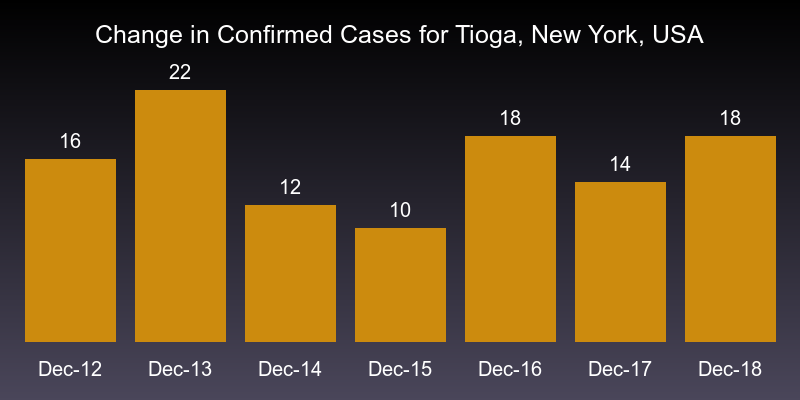 Change in Confirmed Cases for Tioga, New York, USA
16
22
12
10
18
14
18
Dec-12
Dec-13
Dec-14
Dec-15
Dec-16
Dec-17
Dec-18